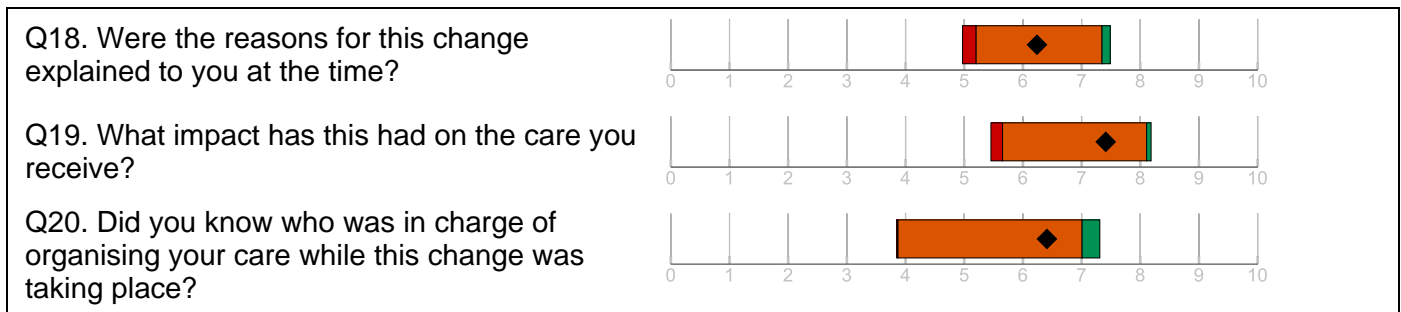 Q18. Were the reasons for this change
explained to you at the time?
0 1 2 3 4 5 6 7 8 9 10
Q19. What impact has this had on the care you
receive?
0 1 2 3 4 5 6 7 8 9 10
Q20. Did you know who was in charge of
organising your care while this change was
taking place?
0 1 2 3 4 5 6 7 8 9 10